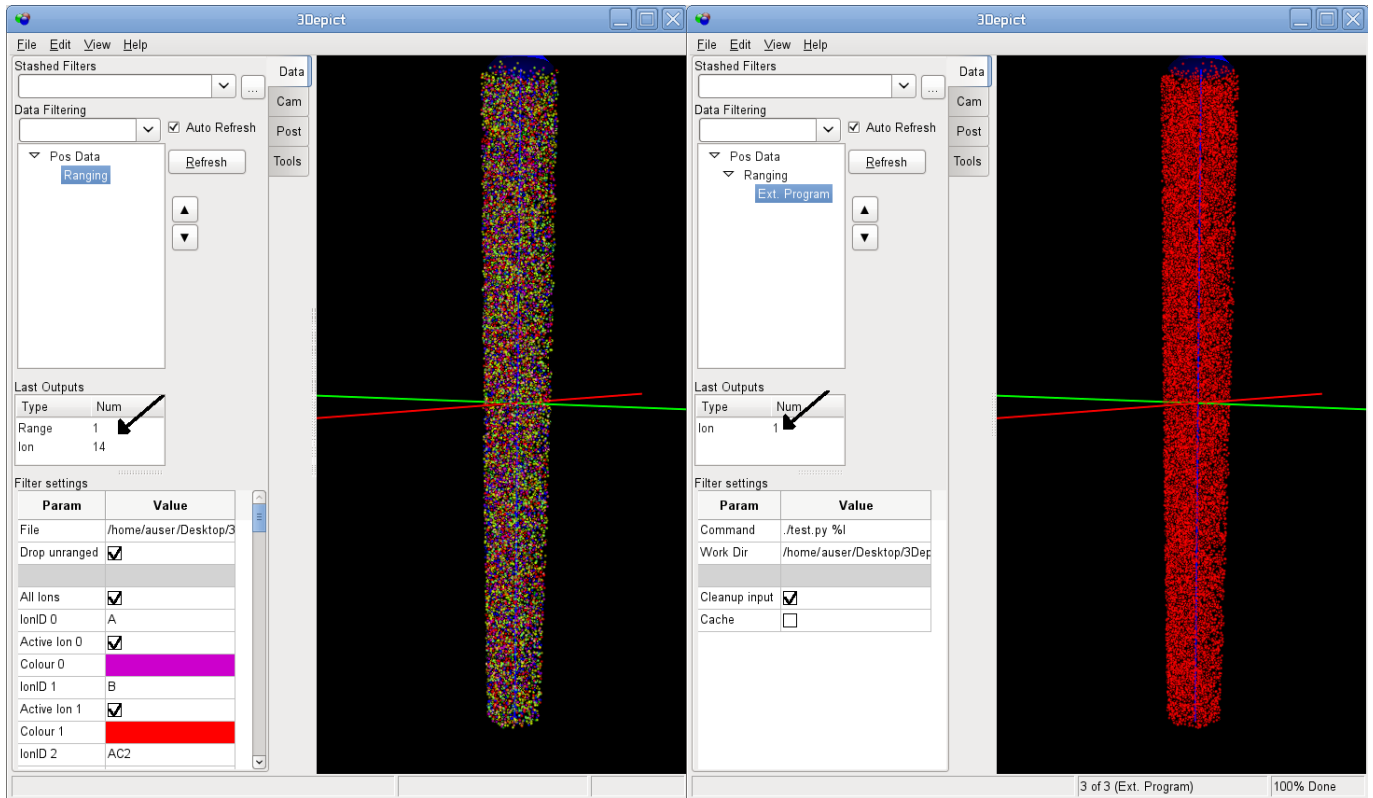 3Depict
File Edit View Help
Stashed Filters
...
Data Filtering
Auto Refresh
Pos Data
Ranging
Refresh
Data
Cam
Post
Tools
Last Outputs
Type Num
Range 1
Ion 14
Filter settings
Param Value
File /home/auser/Desktop/3
Drop unranged
All Ions
IonID 0 A
Active Ion 0
Colour 0
IonID 1 B
Active Ion 1
Colour 1
IonID 2 AC2
3Depict
File Edit View Help
Stashed Filters
...
Data Filtering
Auto Refresh
Pos Data
Ranging
Ext. Program
Refresh
Data
Cam
Post
Tools
Last Outputs
Type Num
Ion 1
Filter settings
Param Value
Command ./test.py %I
Work Dir /home/auser/Desktop/3Dep
Cleanup input
Cache
3 of 3 (Ext. Program) 100% Done